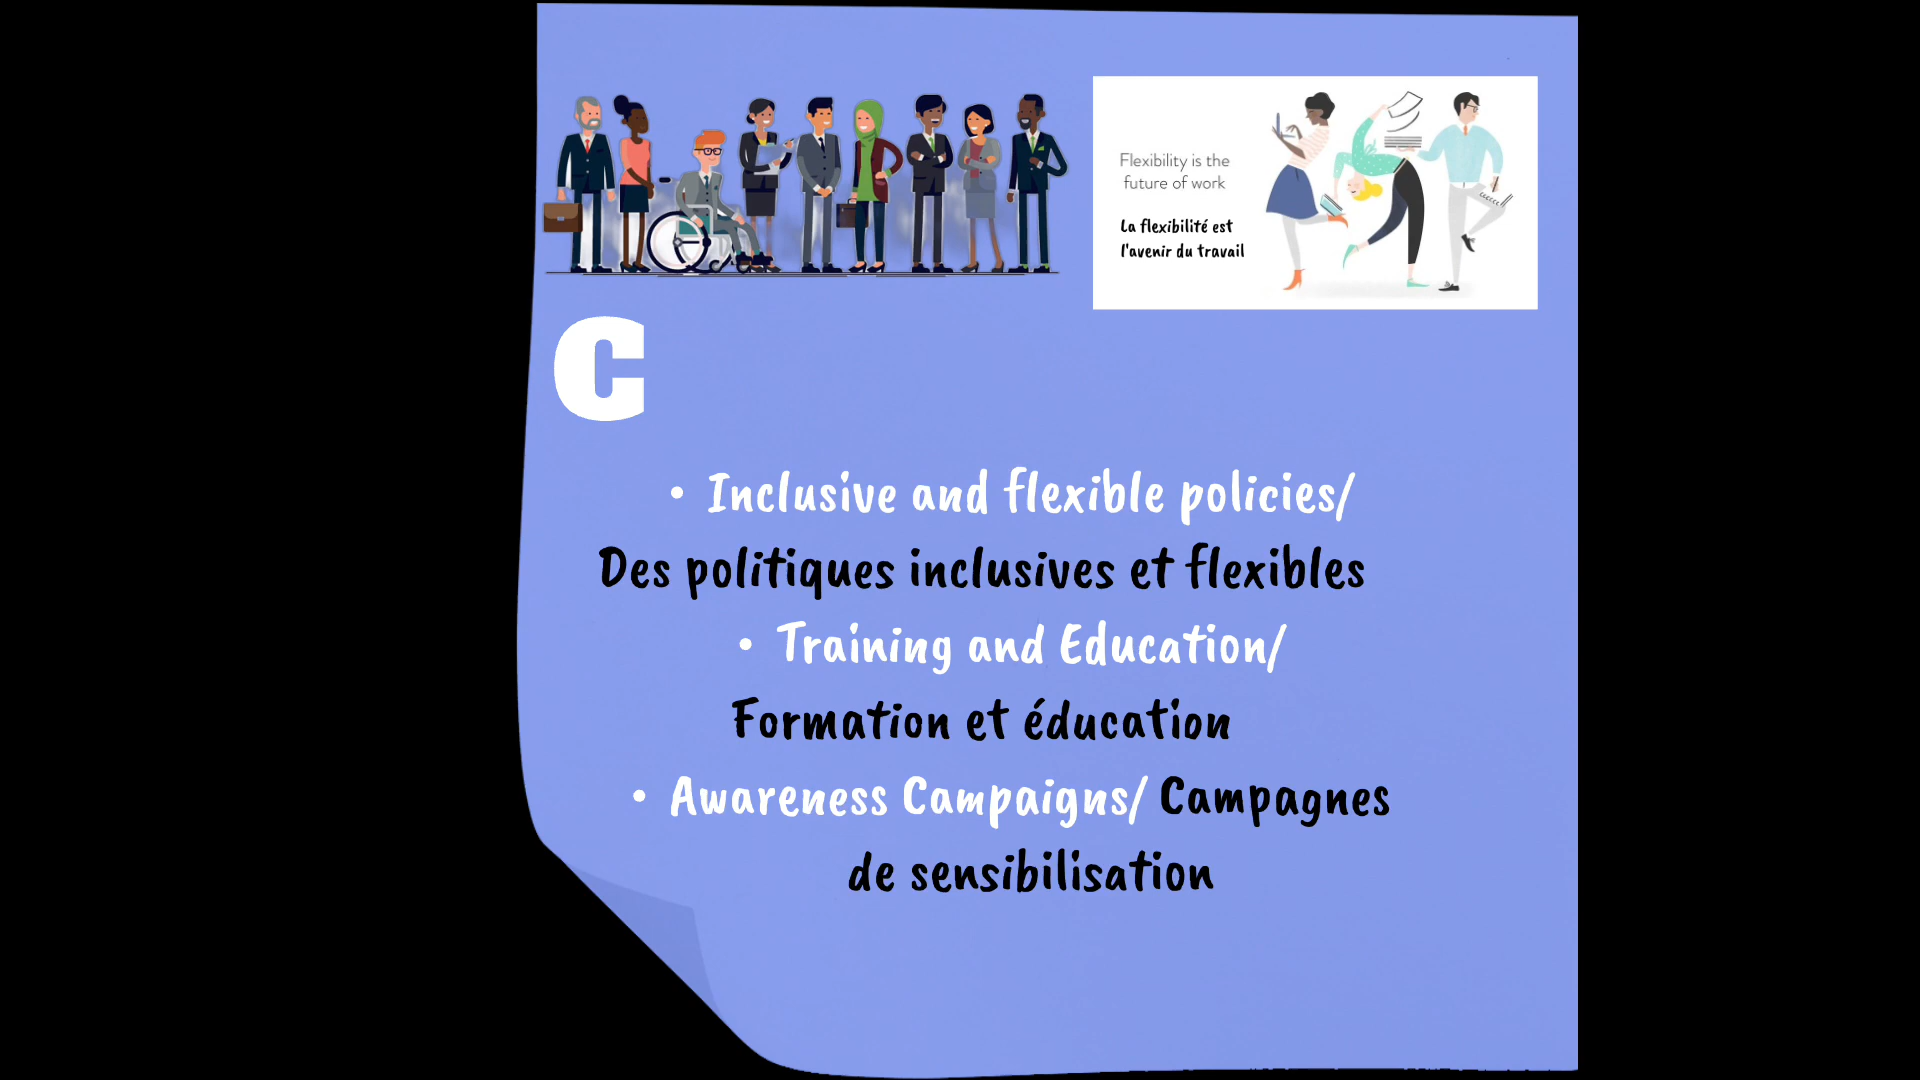 Flexibility is the
future of work
La flexibilité est
l'avenir du travail
C
• Inclusive and flexible policies/
Des politiques inclusives et flexibles
• Training and Education/
Formation et éducation
• Awareness Campaigns/ Campagnes
de sensibilisation